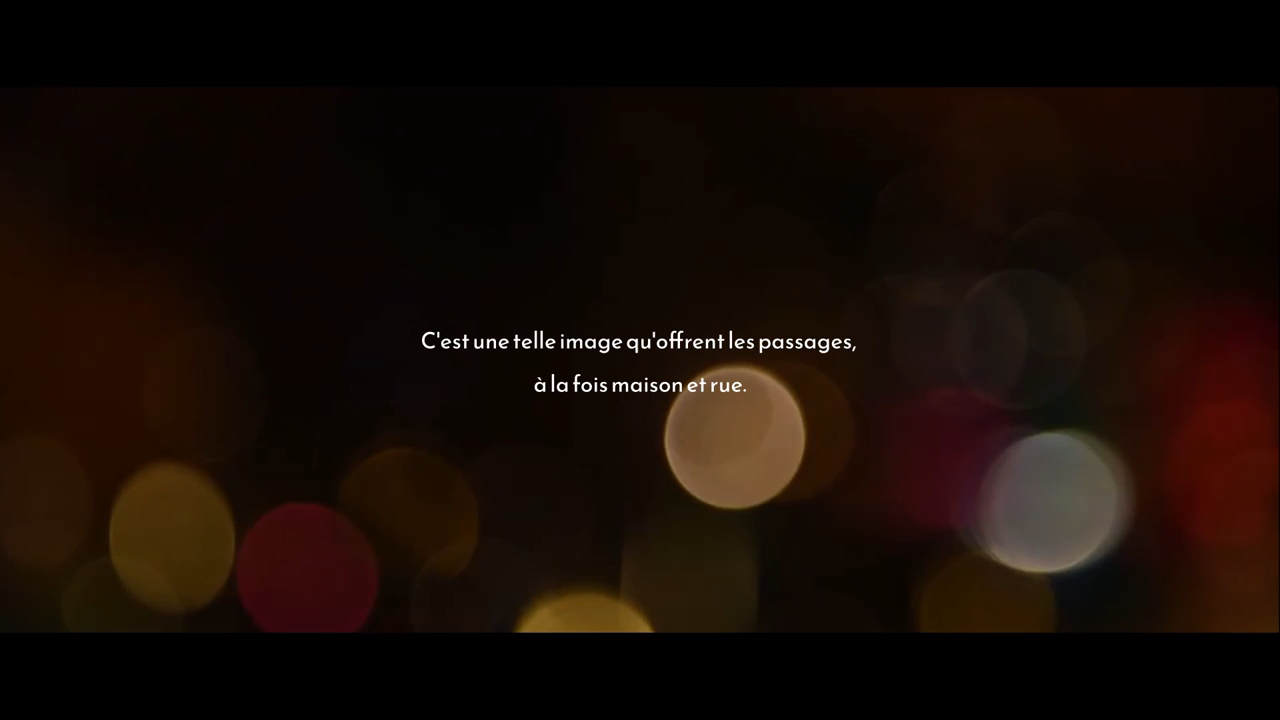 C'est une telle image qu'offrent les passages,
à la fois maison et rue.